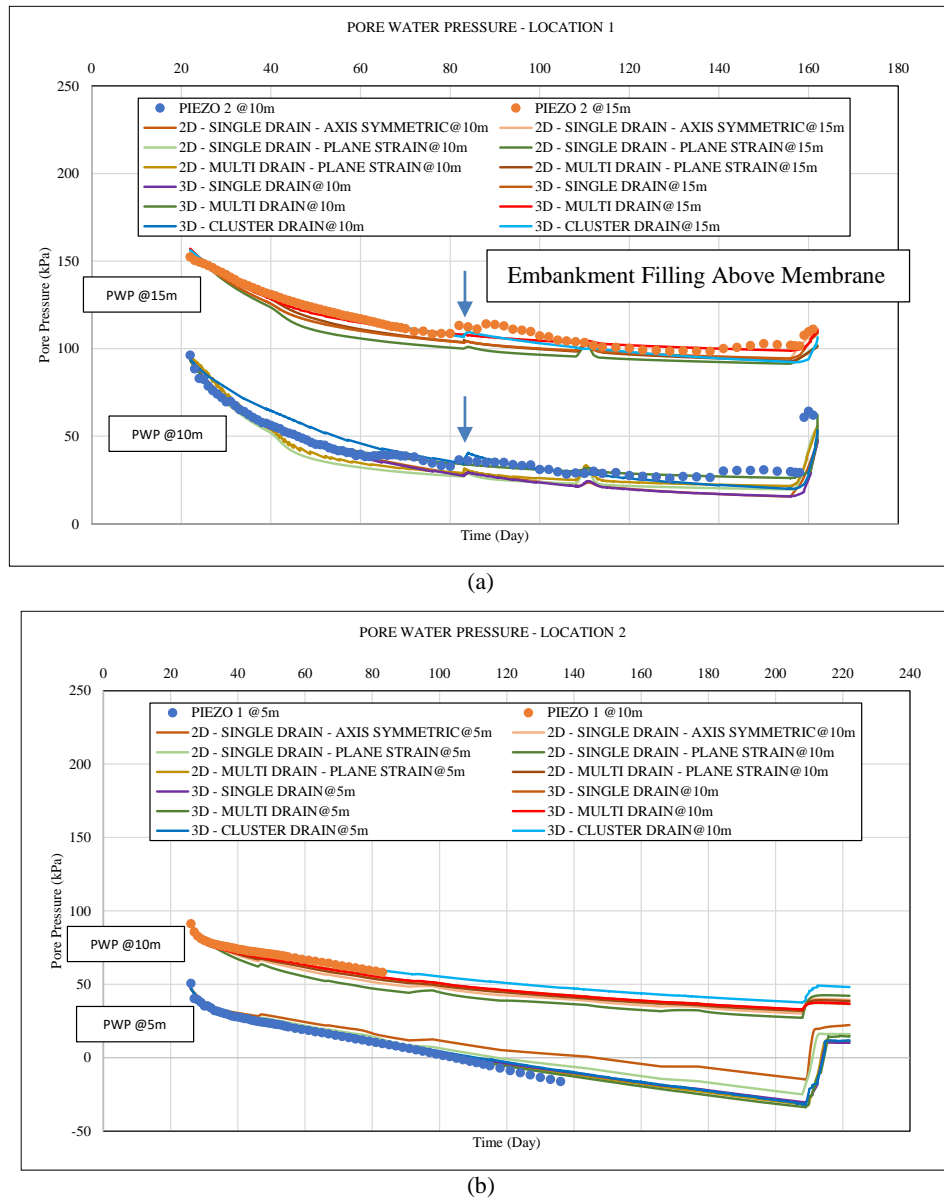 PORE WATER PRESSURE - LOCATION 1
0 20 40 60 80 100 120 140 160 180
250
200
150
100
50
0
Pore Pressure (kPa)
PIEZO 2 @10m PIEZO 2 @15m
2D - SINGLE DRAIN - AXIS SYMMETRIC@10m 2D - SINGLE DRAIN - AXIS SYMMETRIC@15m
2D - SINGLE DRAIN - PLANE STRAIN@10m 2D - SINGLE DRAIN - PLANE STRAIN@15m
2D - MULTI DRAIN - PLANE STRAIN@10m 2D - MULTI DRAIN - PLANE STRAIN@15m
3D - SINGLE DRAIN@10m 3D - SINGLE DRAIN@15m
3D - MULTI DRAIN@10m 3D - MULTI DRAIN@15m
3D - CLUSTER DRAIN@10m 3D - CLUSTER DRAIN@15m
Embankment Filling Above Membrane
PWP @15m
PWP @10m
Time (Day)
(a)
PORE WATER PRESSURE - LOCATION 2
0 20 40 60 80 100 120 140 160 180 200 220 240
250
200
150
100
50
0
-50
Pore Pressure (kPa)
PIEZO 1 @5m PIEZO 1 @10m
2D - SINGLE DRAIN - AXIS SYMMETRIC@5m 2D - SINGLE DRAIN - AXIS SYMMETRIC@10m
2D - SINGLE DRAIN - PLANE STRAIN@5m 2D - SINGLE DRAIN - PLANE STRAIN@10m
2D - MULTI DRAIN - PLANE STRAIN@5m 2D - MULTI DRAIN - PLANE STRAIN@10m
3D - SINGLE DRAIN@5m 3D - SINGLE DRAIN@10m
3D - MULTI DRAIN@5m 3D - MULTI DRAIN@10m
3D - CLUSTER DRAIN@5m 3D - CLUSTER DRAIN@10m
PWP @10m
PWP @5m
Time (Day)
(b)